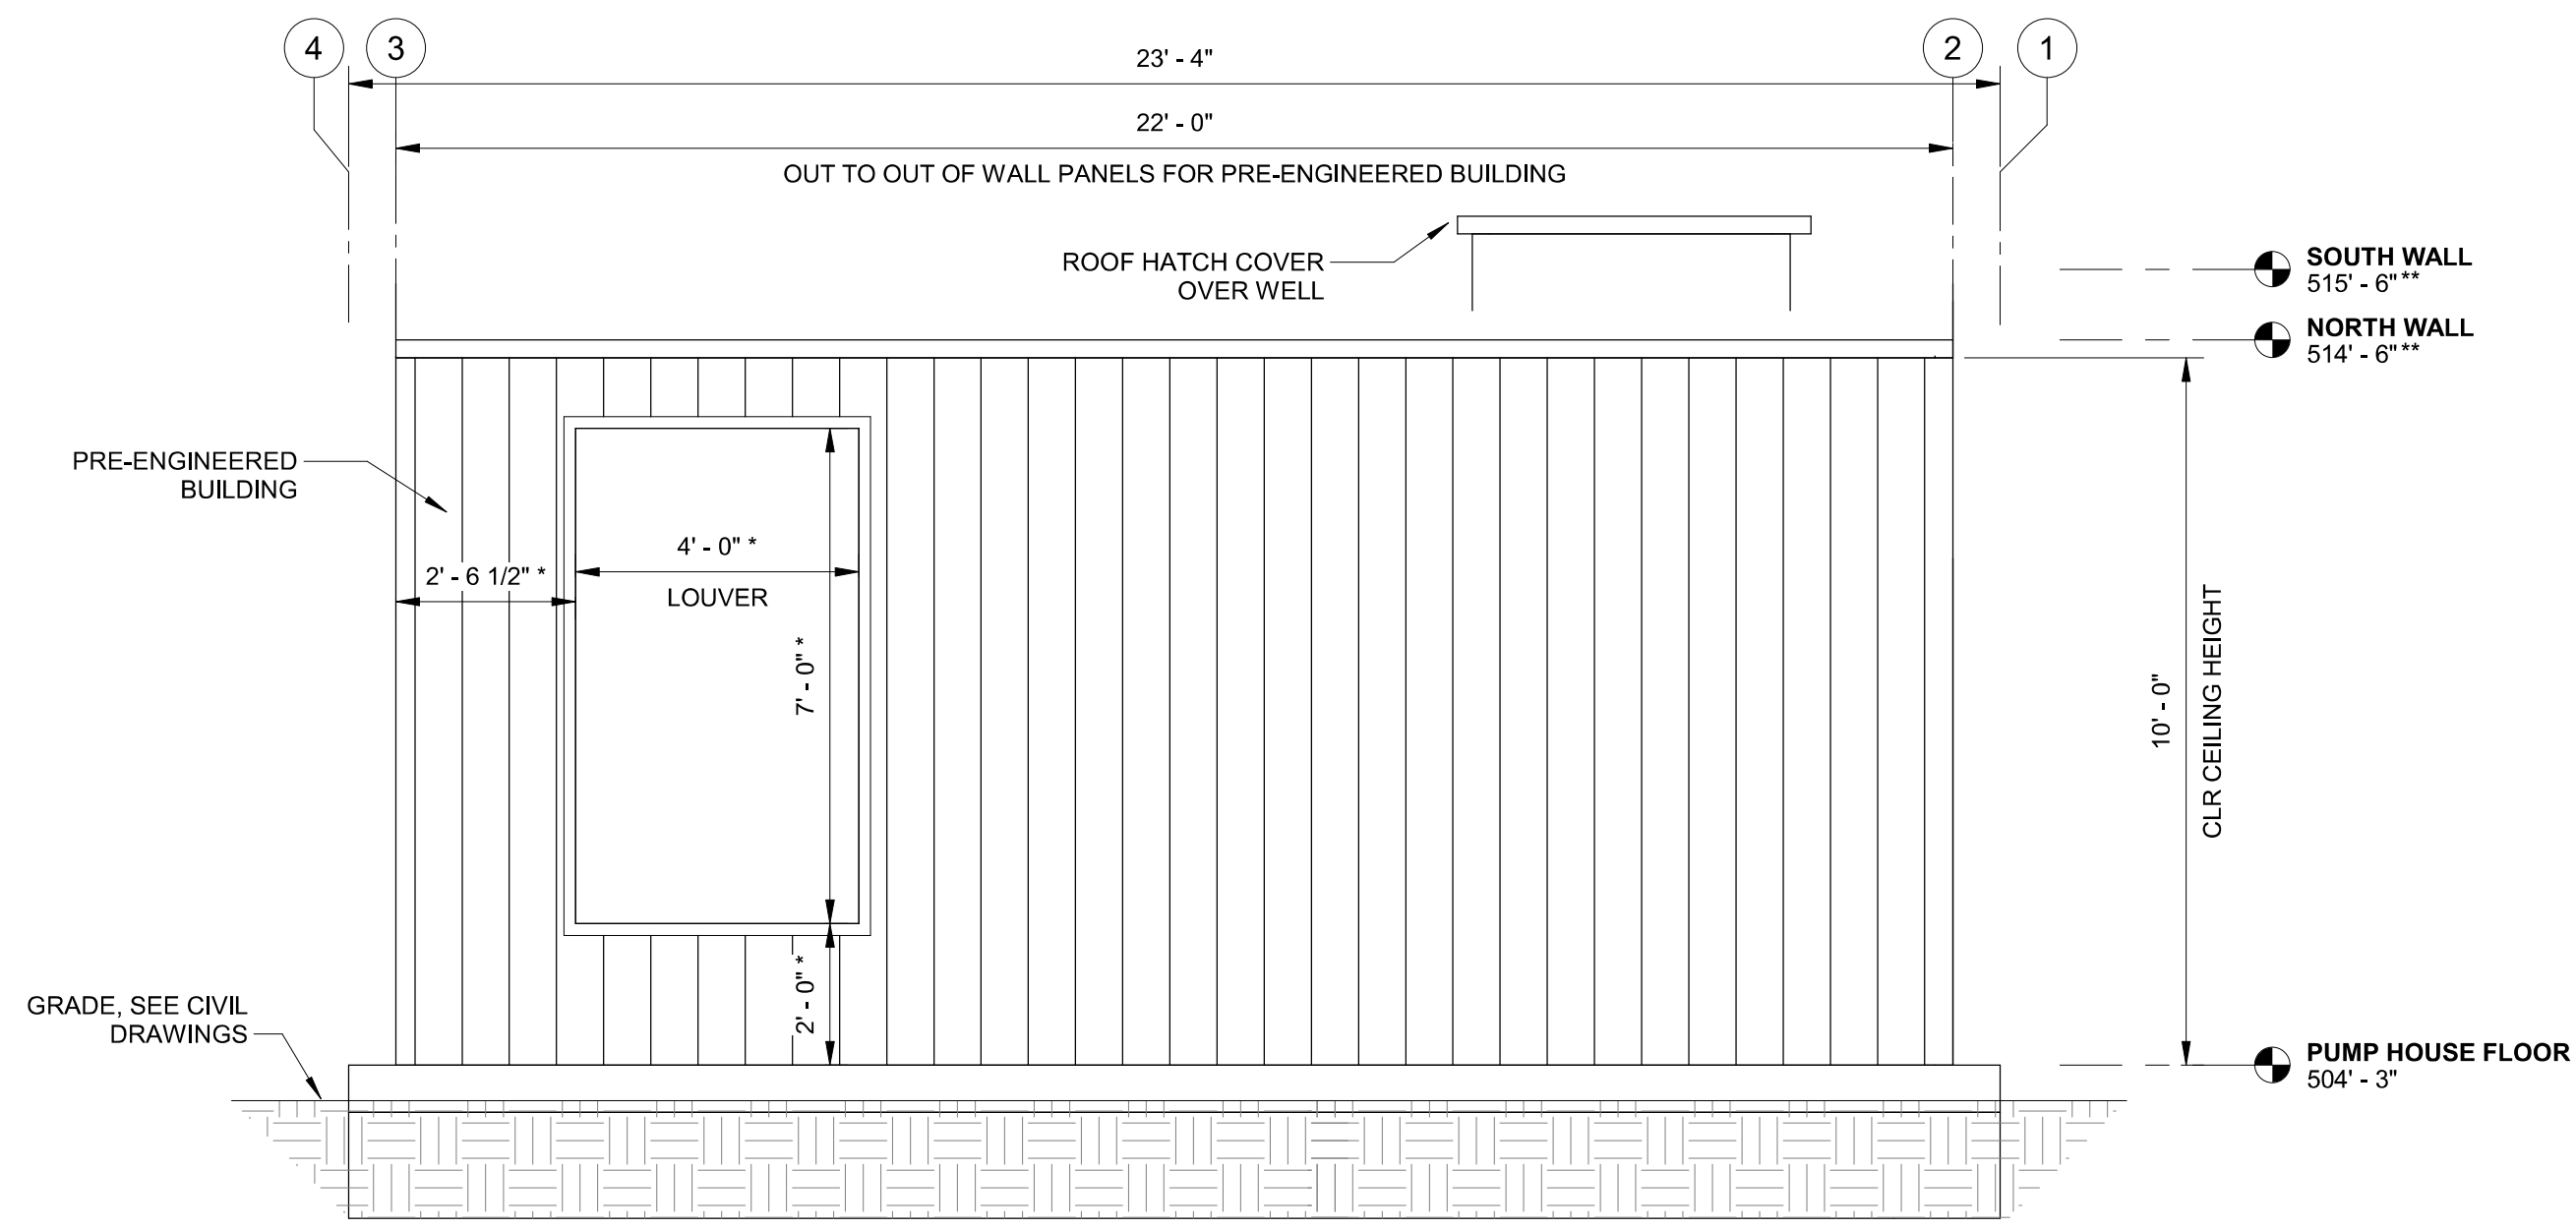 4
3
2
1
23' - 4"
22' - 0"
OUT TO OUT OF WALL PANELS FOR PRE-ENGINEERED BUILDING
ROOF HATCH COVER
OVER WELL
SOUTH WALL
515' - 6" **
NORTH WALL
514' - 6" **
PRE-ENGINEERED
BUILDING
4' - 0" *
LOUVER
2' - 6 1/2" *
7' - 0" *
2' - 0" *
10' - 0"
CLR CEILING HEIGHT
GRADE, SEE CIVIL
DRAWINGS
PUMP HOUSE FLOOR
504' - 3"